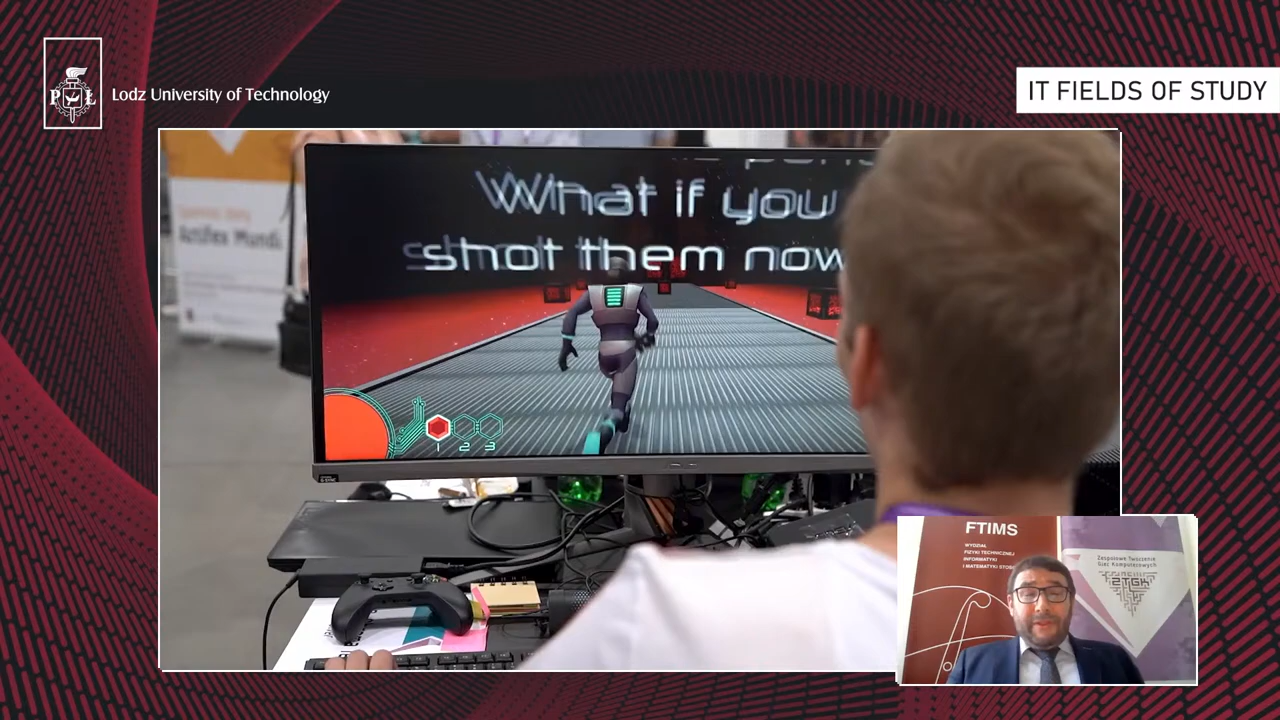 P Ł
Lodz University of Technology
IT FIELDS OF STUDY
Artifex Mundi
What if you
shot them now
1 2 3
FTIMS
WYDZIAŁ
FIZYKI TECHNICZNEJ
INFORMATYKI
I MATEMATYKI
Zespołowe Tworzenie
Gier Komputerowych
ZTGK